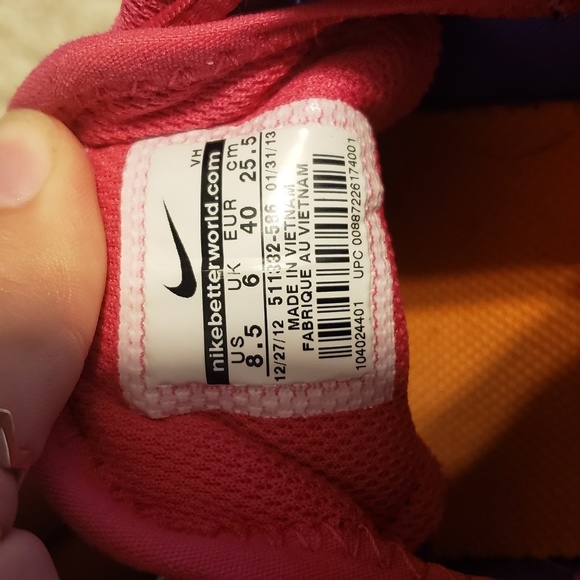 VH
nikebetterworld.com
US UK EUR cm
8.5 6 40 25.5
12/27/12 511332-586 01/31/13
MADE IN VIETNAM
FABRIQUE AU VIETNAM
104024401 UPC 00887226174001